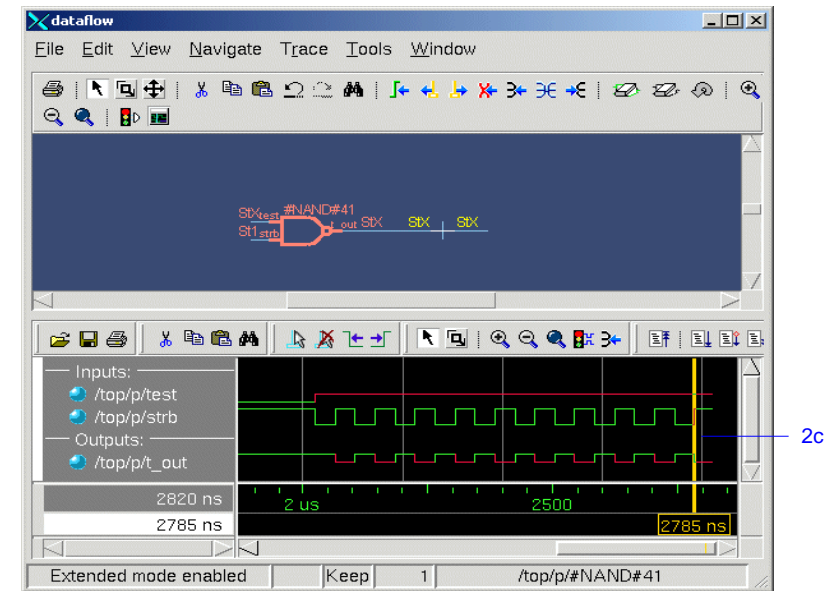 dataflow
File Edit View Navigate Trace Tools Window
StX test #NAND#41
t_out StX StX StX
St1 strb
Inputs:
/top/p/test
/top/p/strb
Outputs:
/top/p/t_out
2c
2820 ns
2 us 2500
2785 ns 2785 ns
Extended mode enabled Keep 1 /top/p/#NAND#41